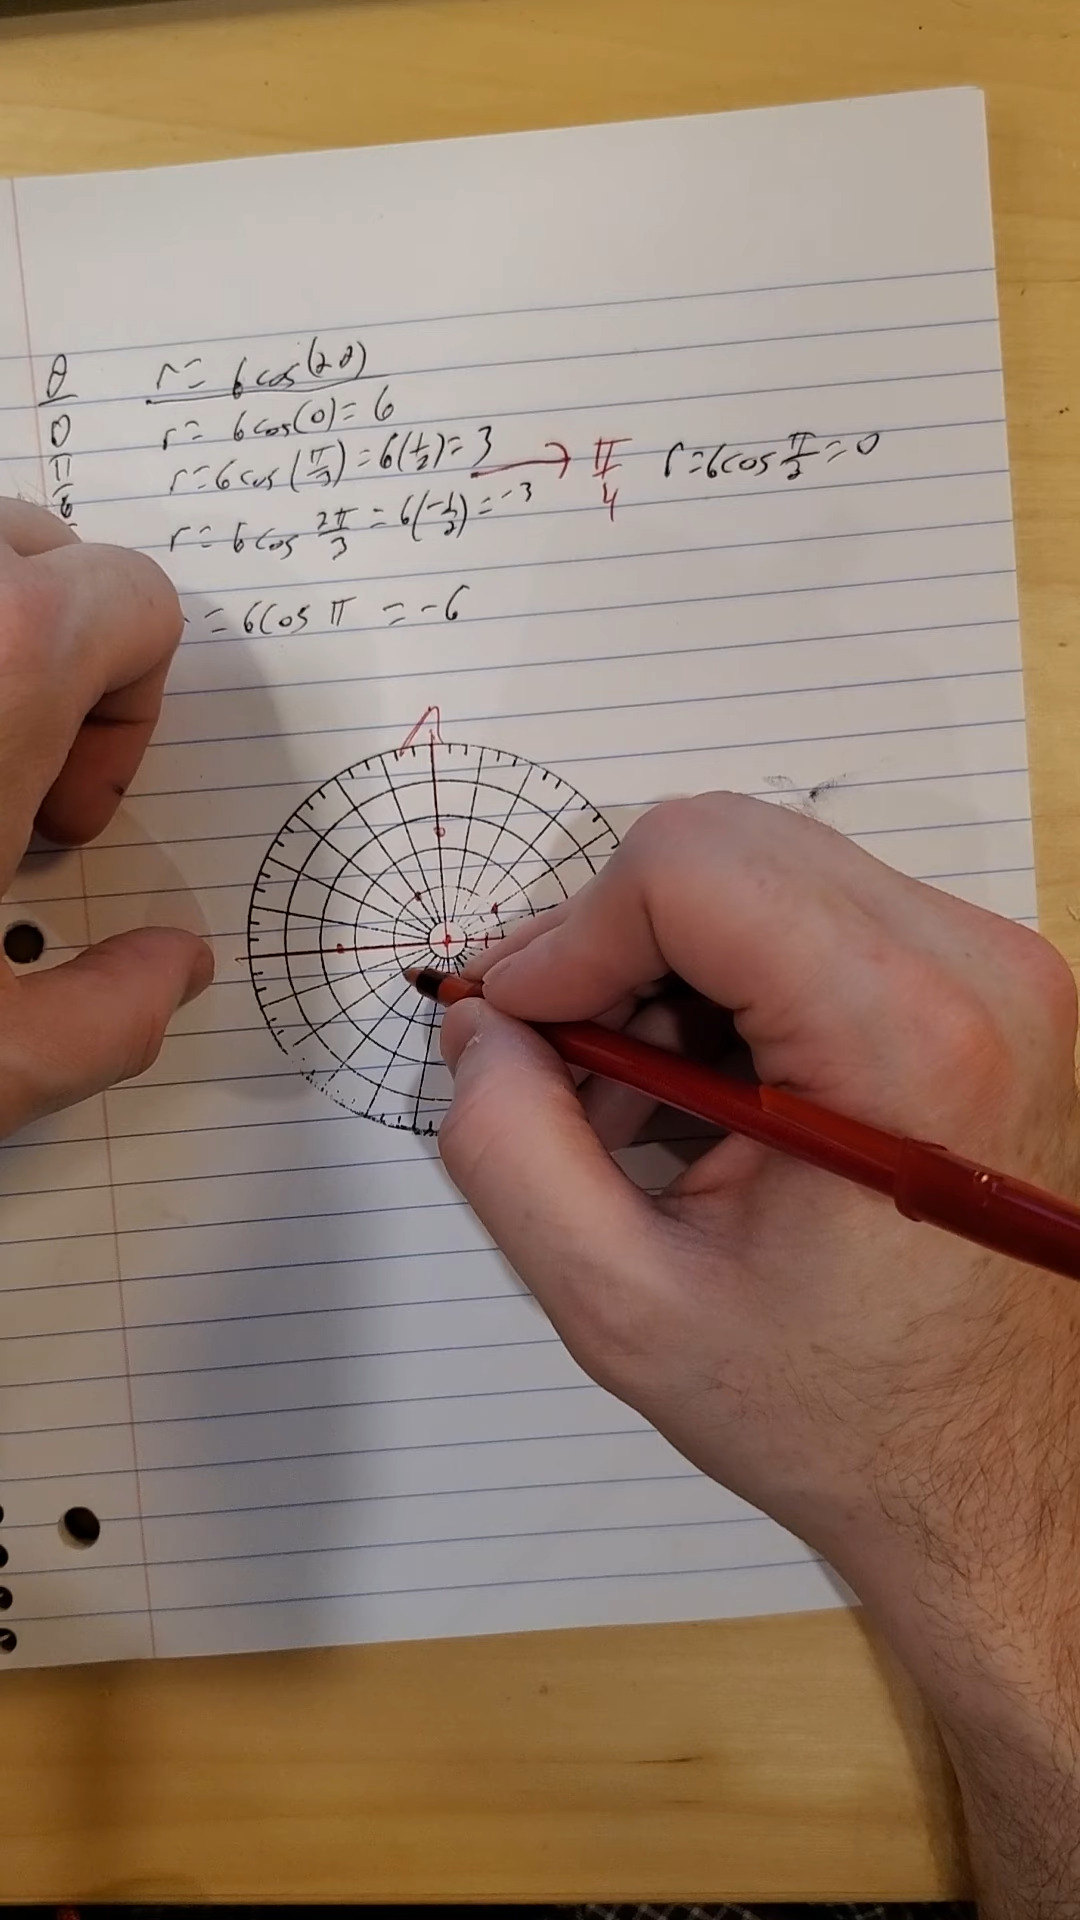 θ r = 6cos(2θ)
0 r = 6cos(0) = 6
π/6 r = 6cos(π/3) = 6(1/2) = 3 → π/4 r = 6cos π/2 = 0
r = 6cos 2π/3 = 6(-1/2) = -3
= 6cos π = -6